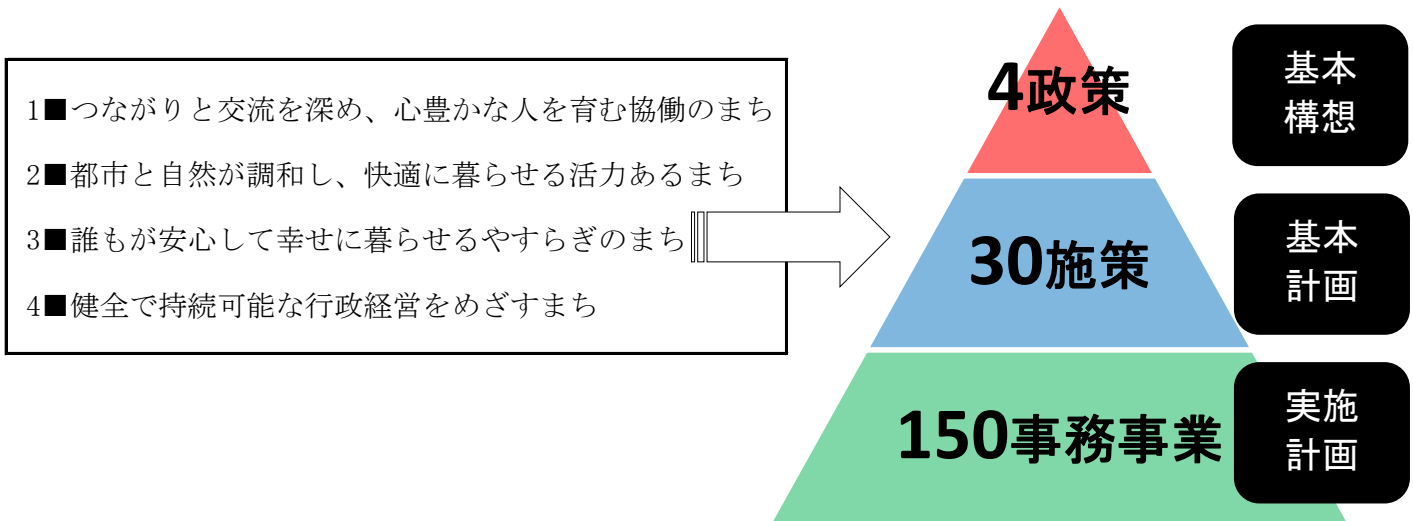 1■つながりと交流を深め、心豊かな人を育む協働のまち
2■都市と自然が調和し、快適に暮らせる活力あるまち
3■誰もが安心して幸せに暮らせるやすらぎのまち
4■健全で持続可能な行政経営をめざすまち
4政策
基本
構想
30施策
基本
計画
150事務事業
実施
計画